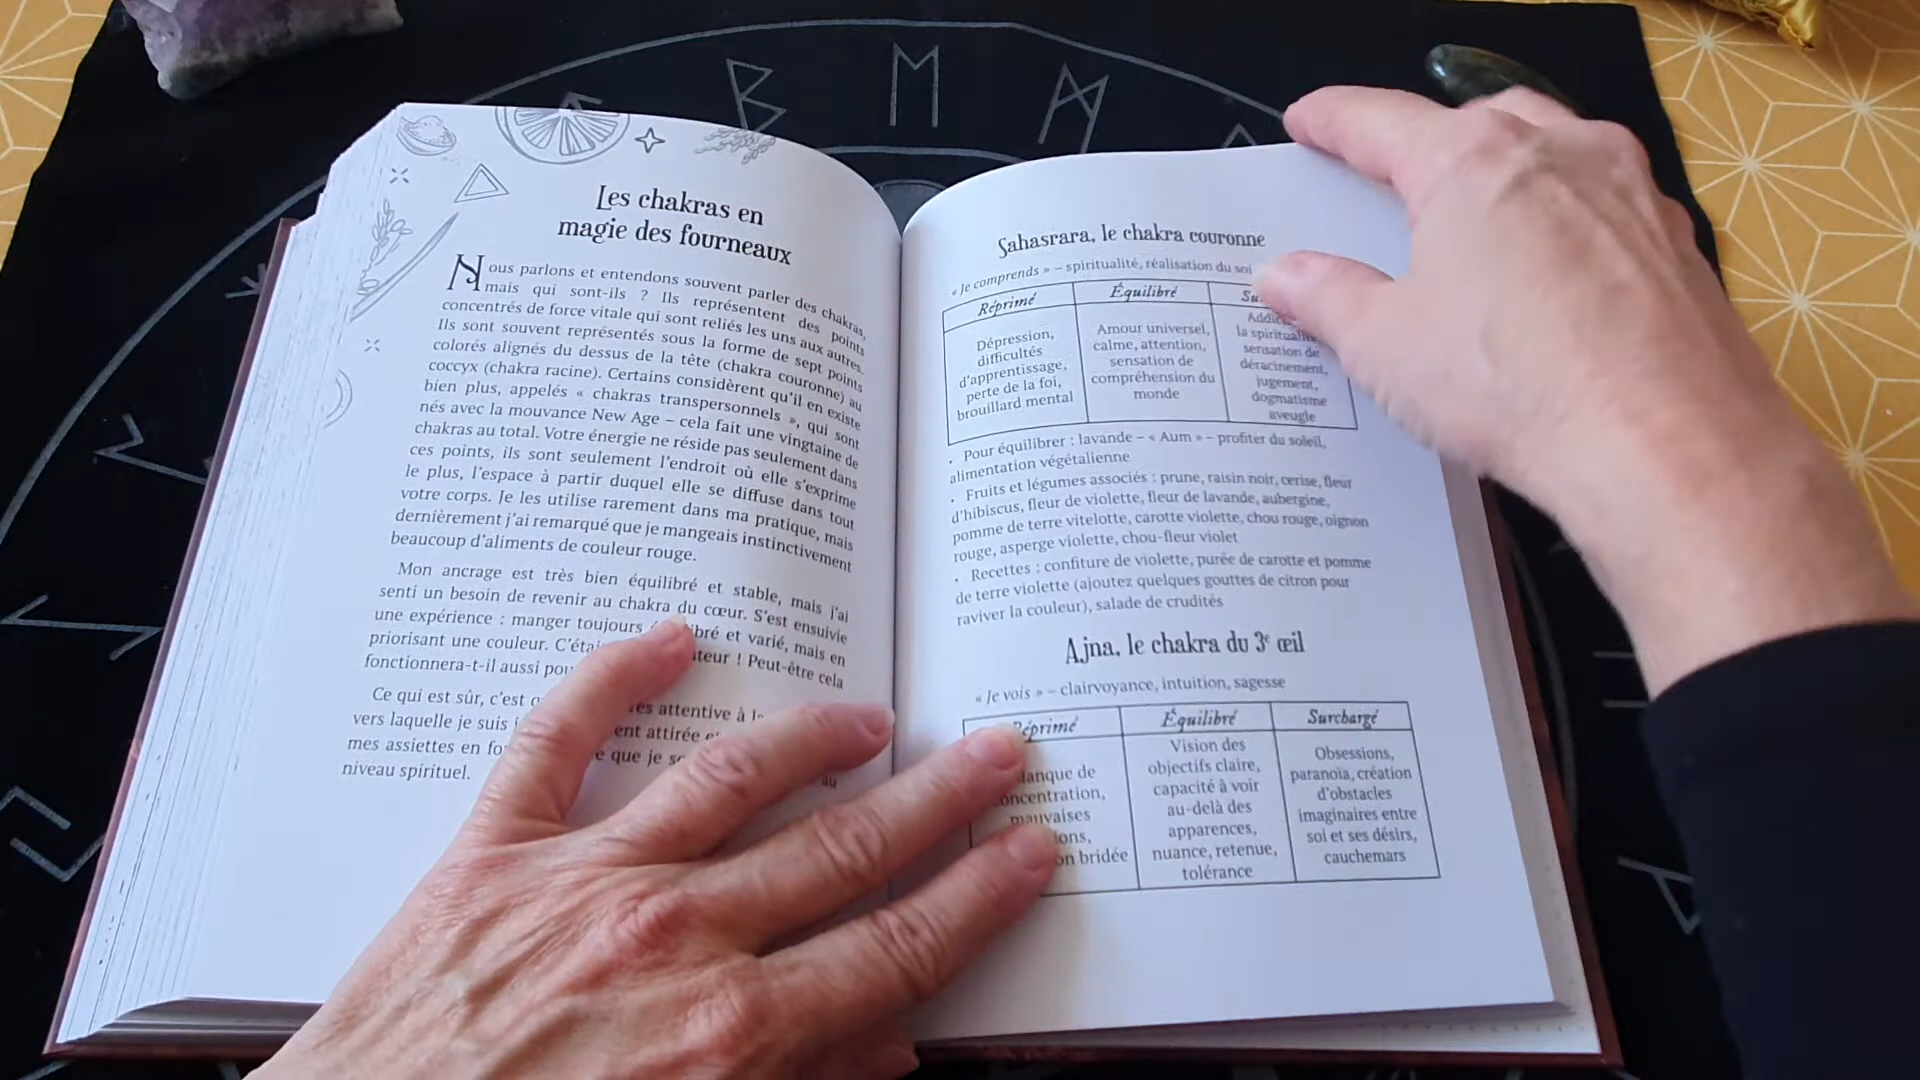 Les chakras en
magie des fourneaux
Nous parlons et entendons souvent parler des chakras,
mais qui sont-ils ? Ils représentent des points
concentrés de force vitale qui sont reliés les uns aux autres.
Ils sont souvent représentés sous la forme de sept points
colorés alignés du dessus de la tête (chakra couronne) au
coccyx (chakra racine). Certains considèrent qu'il en existe
bien plus, appelés « chakras transpersonnels », qui sont
nés avec la mouvance New Age – cela fait une vingtaine de
chakras au total. Votre énergie ne réside pas seulement dans
ces points, ils sont seulement l'endroit où elle s'exprime
le plus, l'espace à partir duquel elle se diffuse dans tout
votre corps. Je les utilise rarement dans ma pratique, mais
dernièrement j'ai remarqué que je mangeais instinctivement
beaucoup d'aliments de couleur rouge.
Mon ancrage est très bien équilibré et stable, mais j'ai
senti un besoin de revenir au chakra du cœur. S'est ensuivie
une expérience : manger toujours et varié, mais en
priorisant une couleur. ! Peut-être cela
fonctionnera-t-il aussi
Ce qui est sûr, c'est attentive à
vers laquelle je suis attirée
mes assiettes en que je
au
niveau spirituel.
Sahasrara, le chakra couronne
« Je comprends » – spiritualité, réalisation du soi
Réprimé Équilibré
Dépression,
difficultés
d'apprentissage,
perte de la foi,
brouillard mental
Amour universel,
calme, attention,
sensation de
compréhension du
monde
la
sensation de
déracinement,
jugement,
dogmatisme
aveugle
· Pour équilibrer : lavande – « Aum » – profiter du soleil,
alimentation végétalienne
· Fruits et légumes associés : prune, raisin noir, cerise, fleur
d'hibiscus, fleur de violette, fleur de lavande, aubergine,
pomme de terre vitelotte, carotte violette, chou rouge, oignon
rouge, asperge violette, chou-fleur violet
· Recettes : confiture de violette, purée de carotte et pomme
de terre violette (ajoutez quelques gouttes de citron pour
raviver la couleur), salade de crudités
Ajna, le chakra du 3e œil
« Je vois » – clairvoyance, intuition, sagesse
Réprimé Équilibré Surchargé
Manque de
concentration,
mauvaises
bridée
Vision des
objectifs claire,
capacité à voir
au-delà des
apparences,
nuance, retenue,
tolérance
Obsessions,
paranoïa, création
d'obstacles
imaginaires entre
soi et ses désirs,
cauchemars